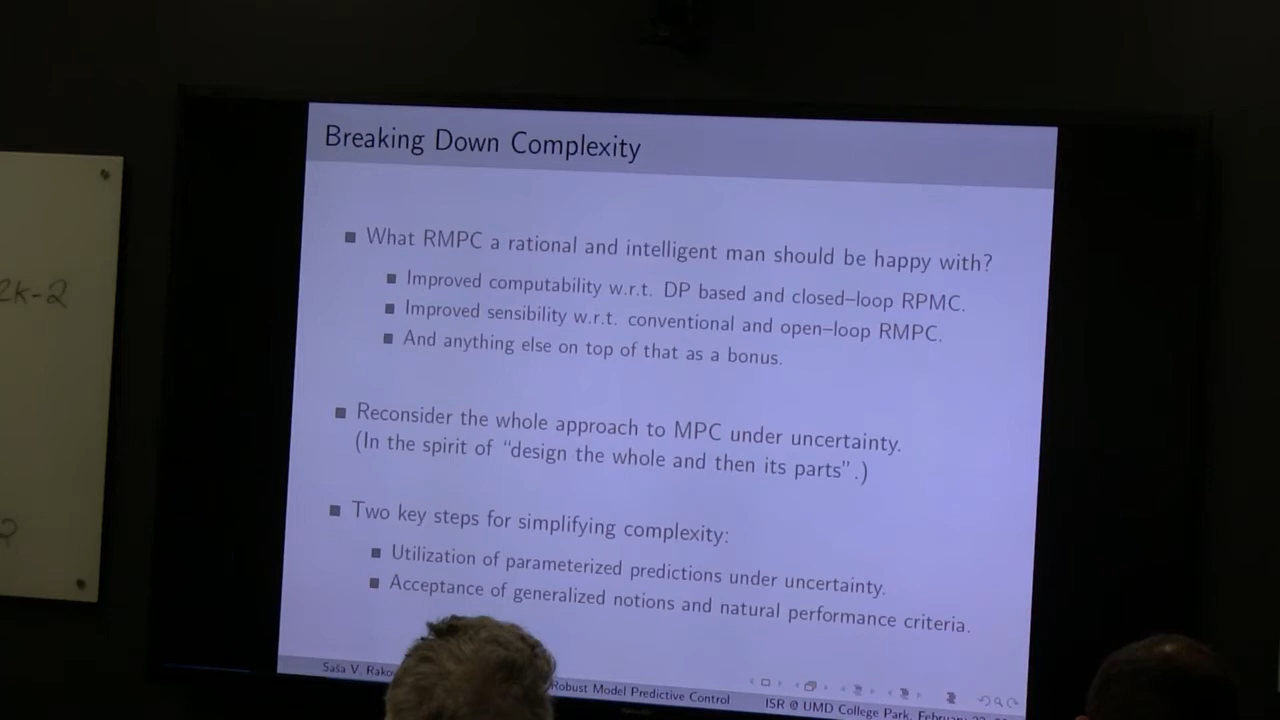 Breaking Down Complexity
What RMPC a rational and intelligent man should be happy with?
Improved computability w.r.t. DP based and closed–loop RPMC.
Improved sensibility w.r.t. conventional and open–loop RMPC.
And anything else on top of that as a bonus.
Reconsider the whole approach to MPC under uncertainty.
(In the spirit of “design the whole and then its parts”.)
Two key steps for simplifying complexity:
Utilization of parameterized predictions under uncertainty.
Acceptance of generalized notions and natural performance criteria.
Saša V. Rako
Robust Model Predictive Control
ISR @ UMD College Park, February
2K-2